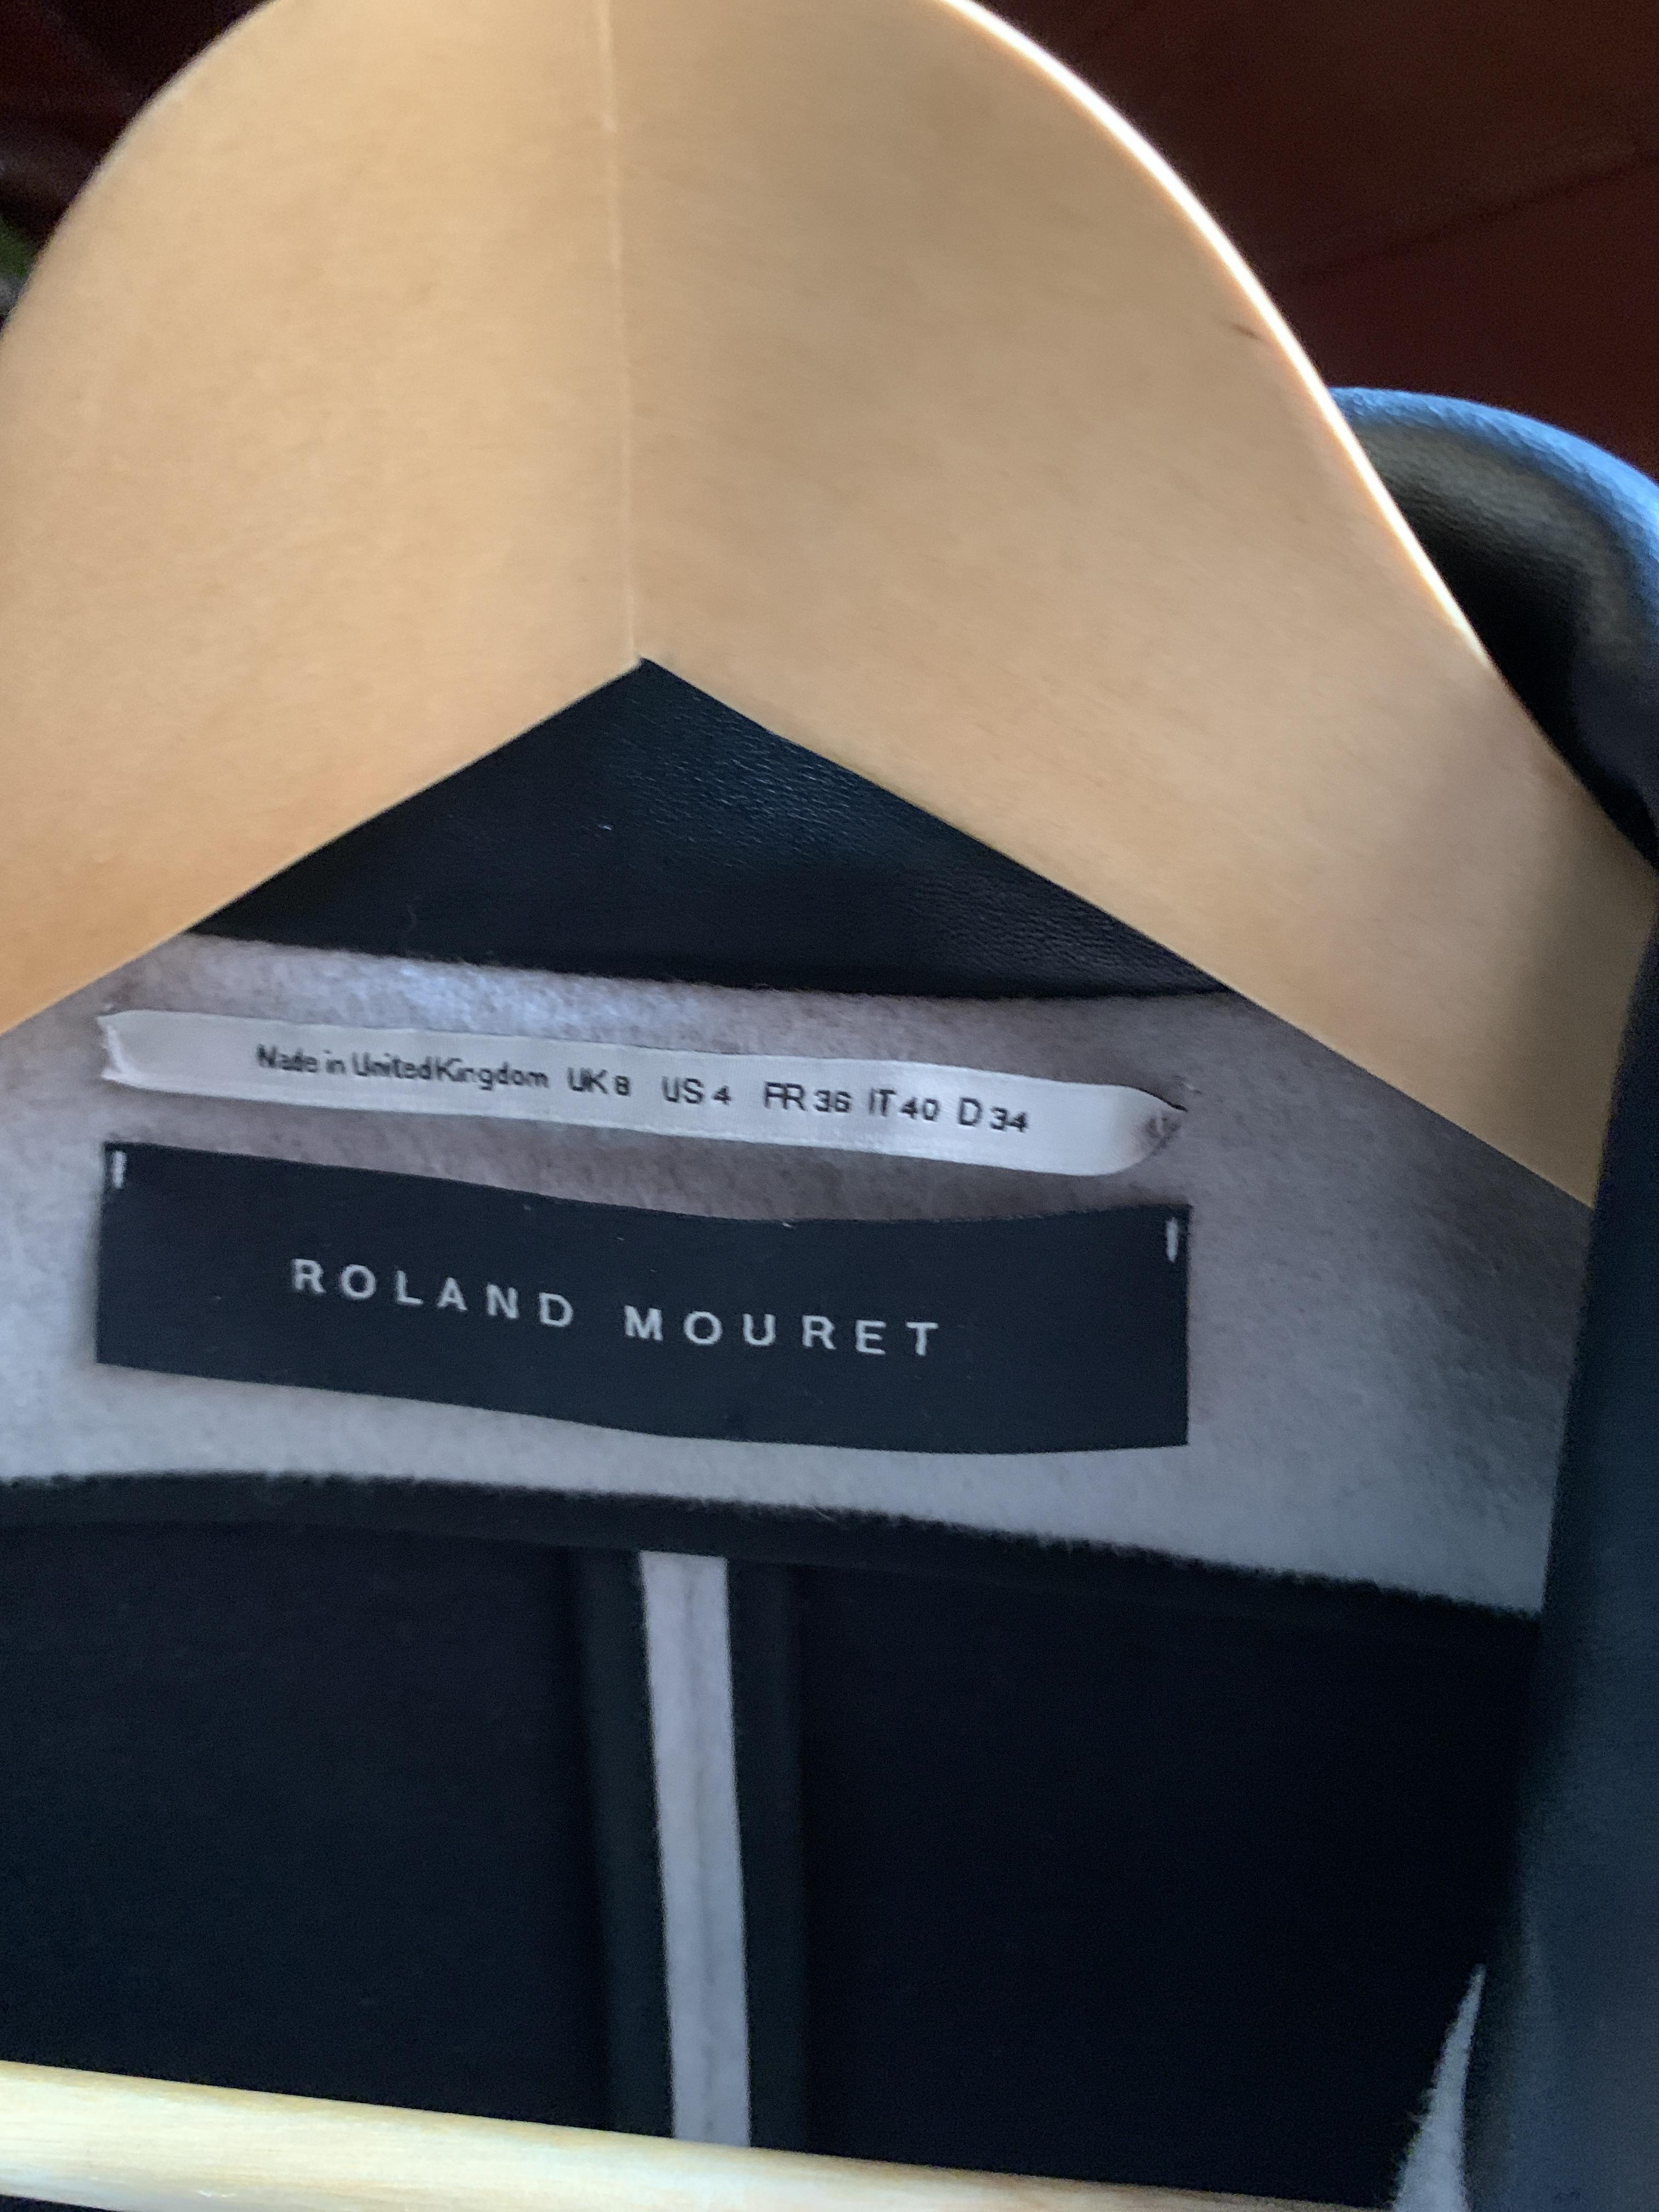 Made in United Kingdom UK 8 US 4 FR 36 IT 40 D 34
ROLAND MOURET